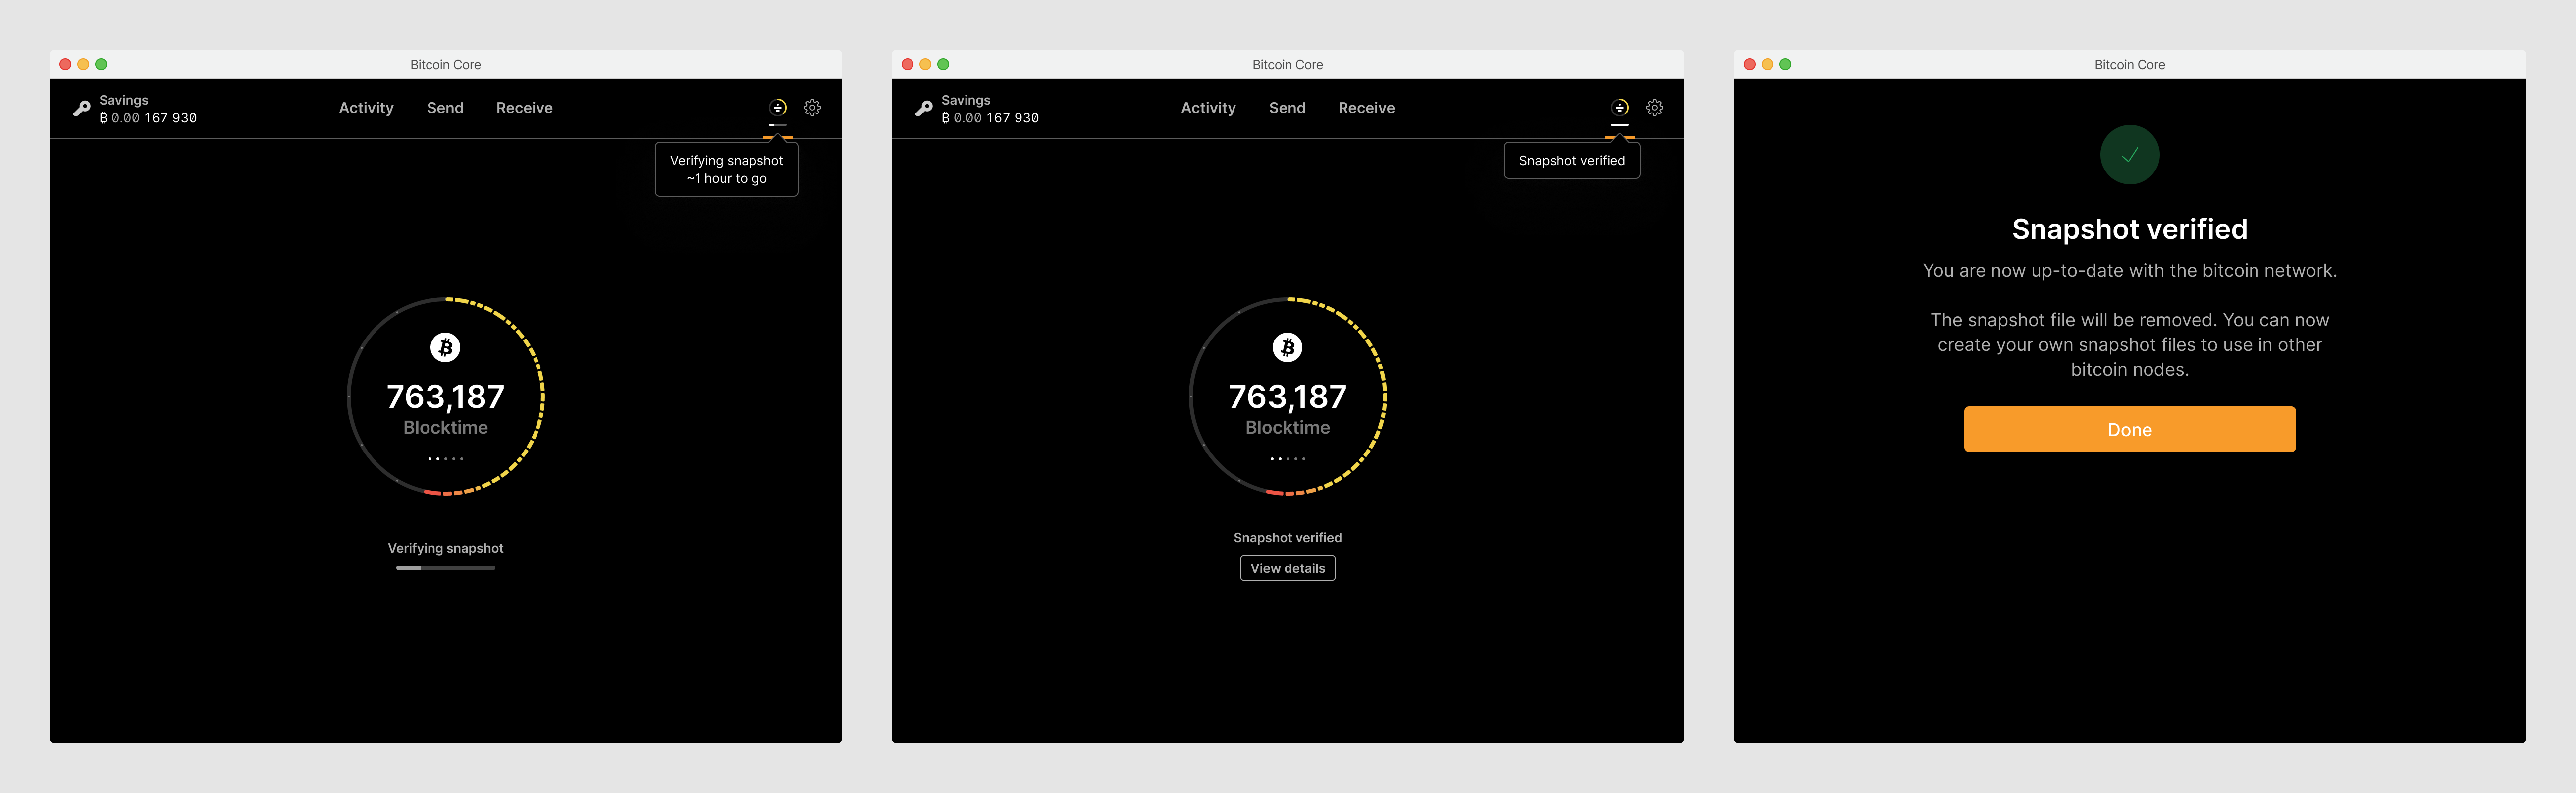 Bitcoin Core
Savings
₿ 0.00 167 930
Activity
Send
Receive
Verifying snapshot
~1 hour to go
763,187
Blocktime
Verifying snapshot
Bitcoin Core
Savings
₿ 0.00 167 930
Activity
Send
Receive
Snapshot verified
763,187
Blocktime
Snapshot verified
View details
Bitcoin Core
Snapshot verified
You are now up-to-date with the bitcoin network.
The snapshot file will be removed. You can now
create your own snapshot files to use in other
bitcoin nodes.
Done